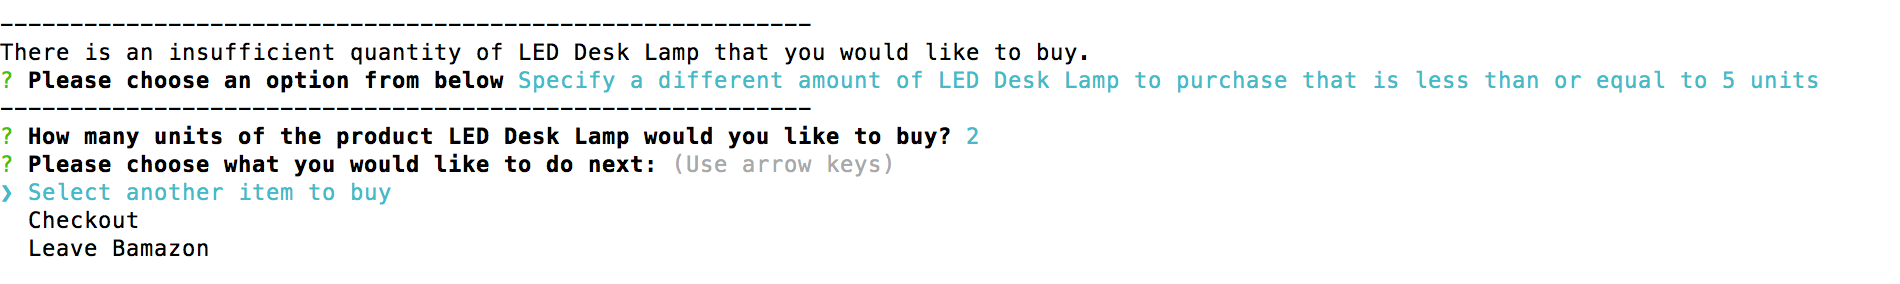 ----------------------------------------------------------
There is an insufficient quantity of LED Desk Lamp that you would like to buy.
? Please choose an option from below Specify a different amount of LED Desk Lamp to purchase that is less than or equal to 5 units
----------------------------------------------------------
? How many units of the product LED Desk Lamp would you like to buy? 2
? Please choose what you would like to do next: (Use arrow keys)
❯ Select another item to buy
Checkout
Leave Bamazon